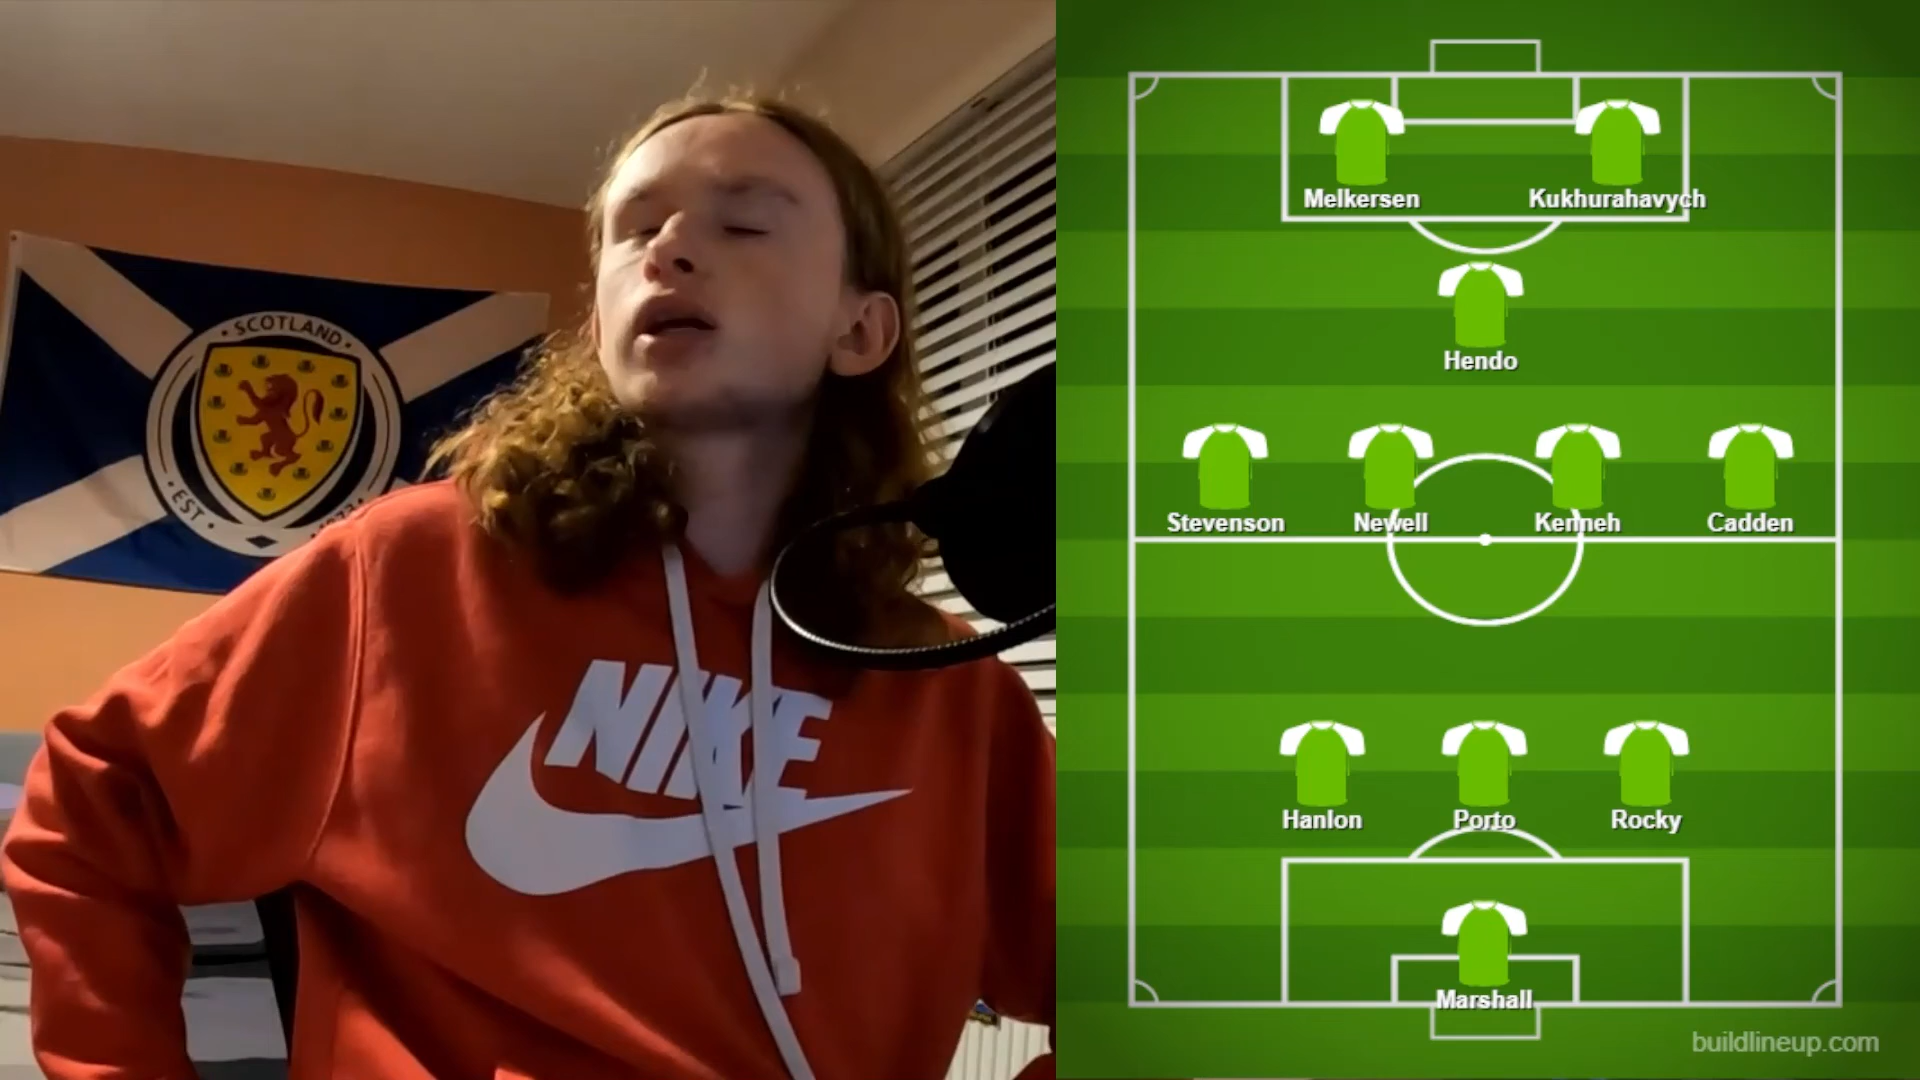 SCOTLAND
EST
NIKE
Melkersen
Kukhurahavych
Hendo
Stevenson
Newell
Kenneh
Cadden
Hanlon
Porto
Rocky
Marshall
buildlineup.com